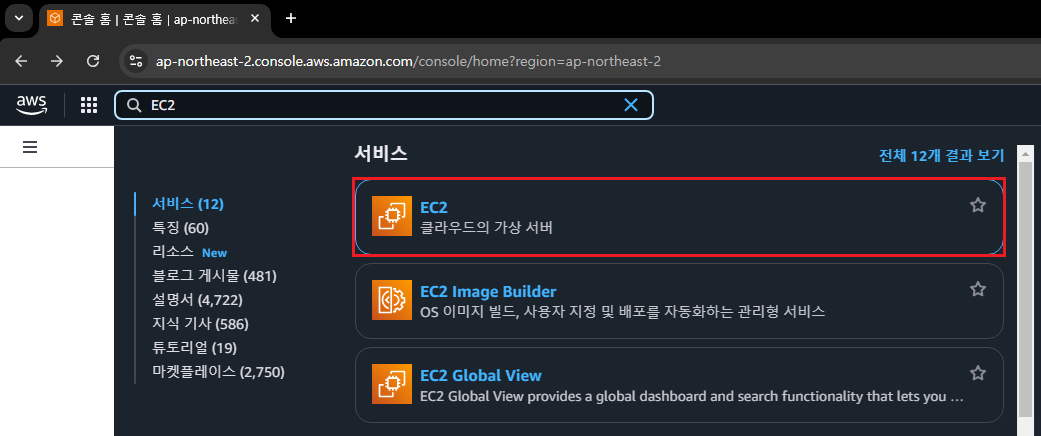 콘솔 홈 | 콘솔 홈 | ap-northeas
ap-northeast-2.console.aws.amazon.com/console/home?region=ap-northeast-2
aws
EC2
서비스
전체 12개 결과 보기
서비스 (12)
특징 (60)
리소스 New
블로그 게시물 (481)
설명서 (4,722)
지식 기사 (586)
튜토리얼 (19)
마켓플레이스 (2,750)
EC2
클라우드의 가상 서버
EC2 Image Builder
OS 이미지 빌드, 사용자 지정 및 배포를 자동화하는 관리형 서비스
EC2 Global View
EC2 Global View provides a global dashboard and search functionality that lets you ...